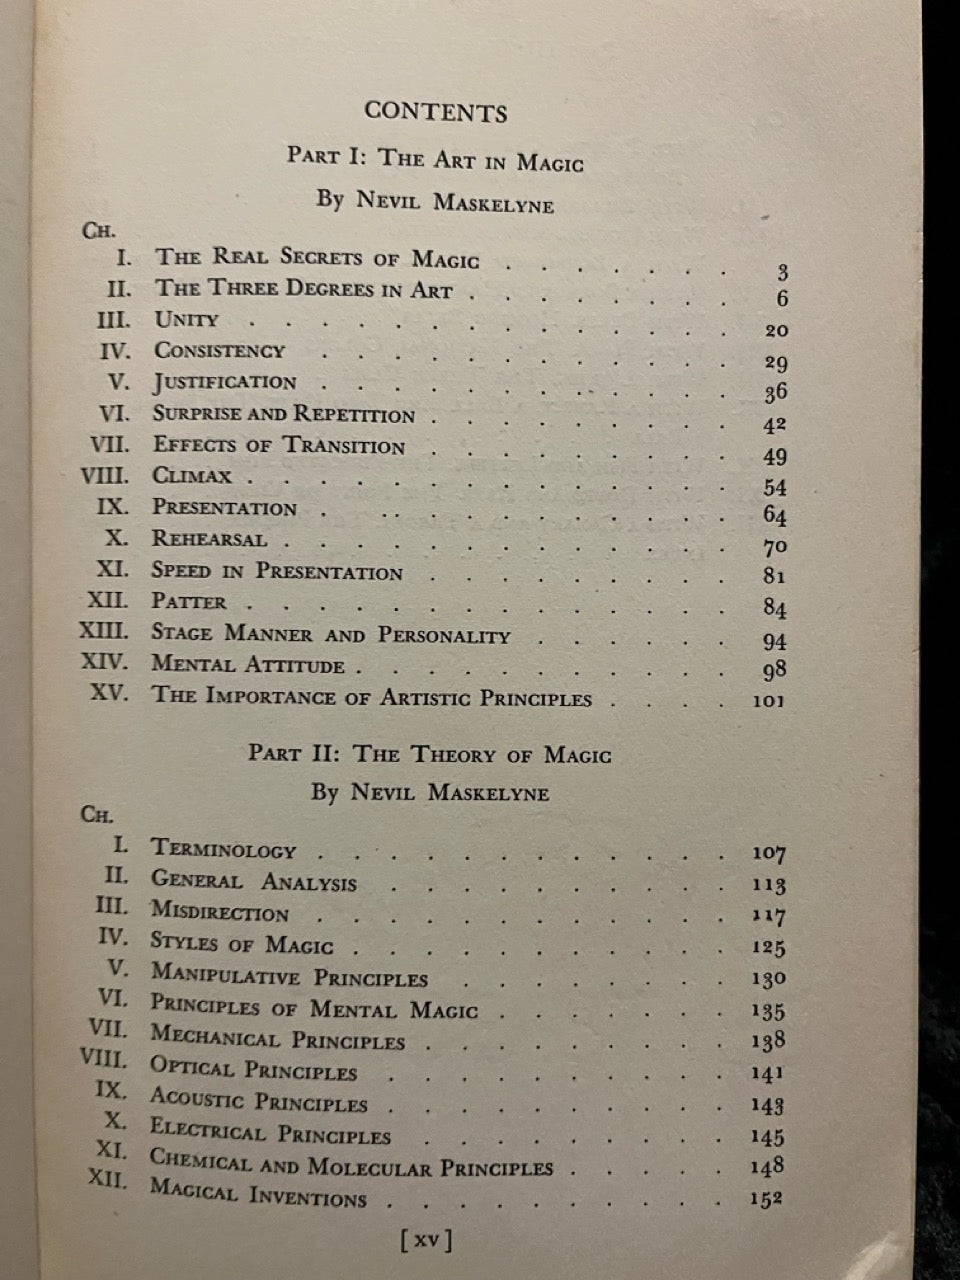 CONTENTS
PART I: THE ART IN MAGIC
By NEVIL MASKELYNE
CH.
I. THE REAL SECRETS OF MAGIC . . . . . . . 3
II. THE THREE DEGREES IN ART . . . . . . . . 6
III. UNITY . . . . . . . . . . . . . . 20
IV. CONSISTENCY . . . . . . . . . . . . 29
V. JUSTIFICATION . . . . . . . . . . . . 36
VI. SURPRISE AND REPETITION . . . . . . . . . 42
VII. EFFECTS OF TRANSITION . . . . . . . . . 49
VIII. CLIMAX . . . . . . . . . . . . . . 54
IX. PRESENTATION . . . . . . . . . . . . 64
X. REHEARSAL . . . . . . . . . . . . . 70
XI. SPEED IN PRESENTATION . . . . . . . . . 81
XII. PATTER . . . . . . . . . . . . . . 84
XIII. STAGE MANNER AND PERSONALITY . . . . . . 94
XIV. MENTAL ATTITUDE . . . . . . . . . . . 98
XV. THE IMPORTANCE OF ARTISTIC PRINCIPLES . . . . 101
PART II: THE THEORY OF MAGIC
By NEVIL MASKELYNE
CH.
I. TERMINOLOGY . . . . . . . . . . . . 107
II. GENERAL ANALYSIS . . . . . . . . . . 113
III. MISDIRECTION . . . . . . . . . . . . 117
IV. STYLES OF MAGIC . . . . . . . . . . . 125
V. MANIPULATIVE PRINCIPLES . . . . . . . . 130
VI. PRINCIPLES OF MENTAL MAGIC . . . . . . . 135
VII. MECHANICAL PRINCIPLES . . . . . . . . . 138
VIII. OPTICAL PRINCIPLES . . . . . . . . . . 141
IX. ACOUSTIC PRINCIPLES . . . . . . . . . . 143
X. ELECTRICAL PRINCIPLES . . . . . . . . . 145
XI. CHEMICAL AND MOLECULAR PRINCIPLES . . . . . 148
XII. MAGICAL INVENTIONS . . . . . . . . . . 152
[ xv ]